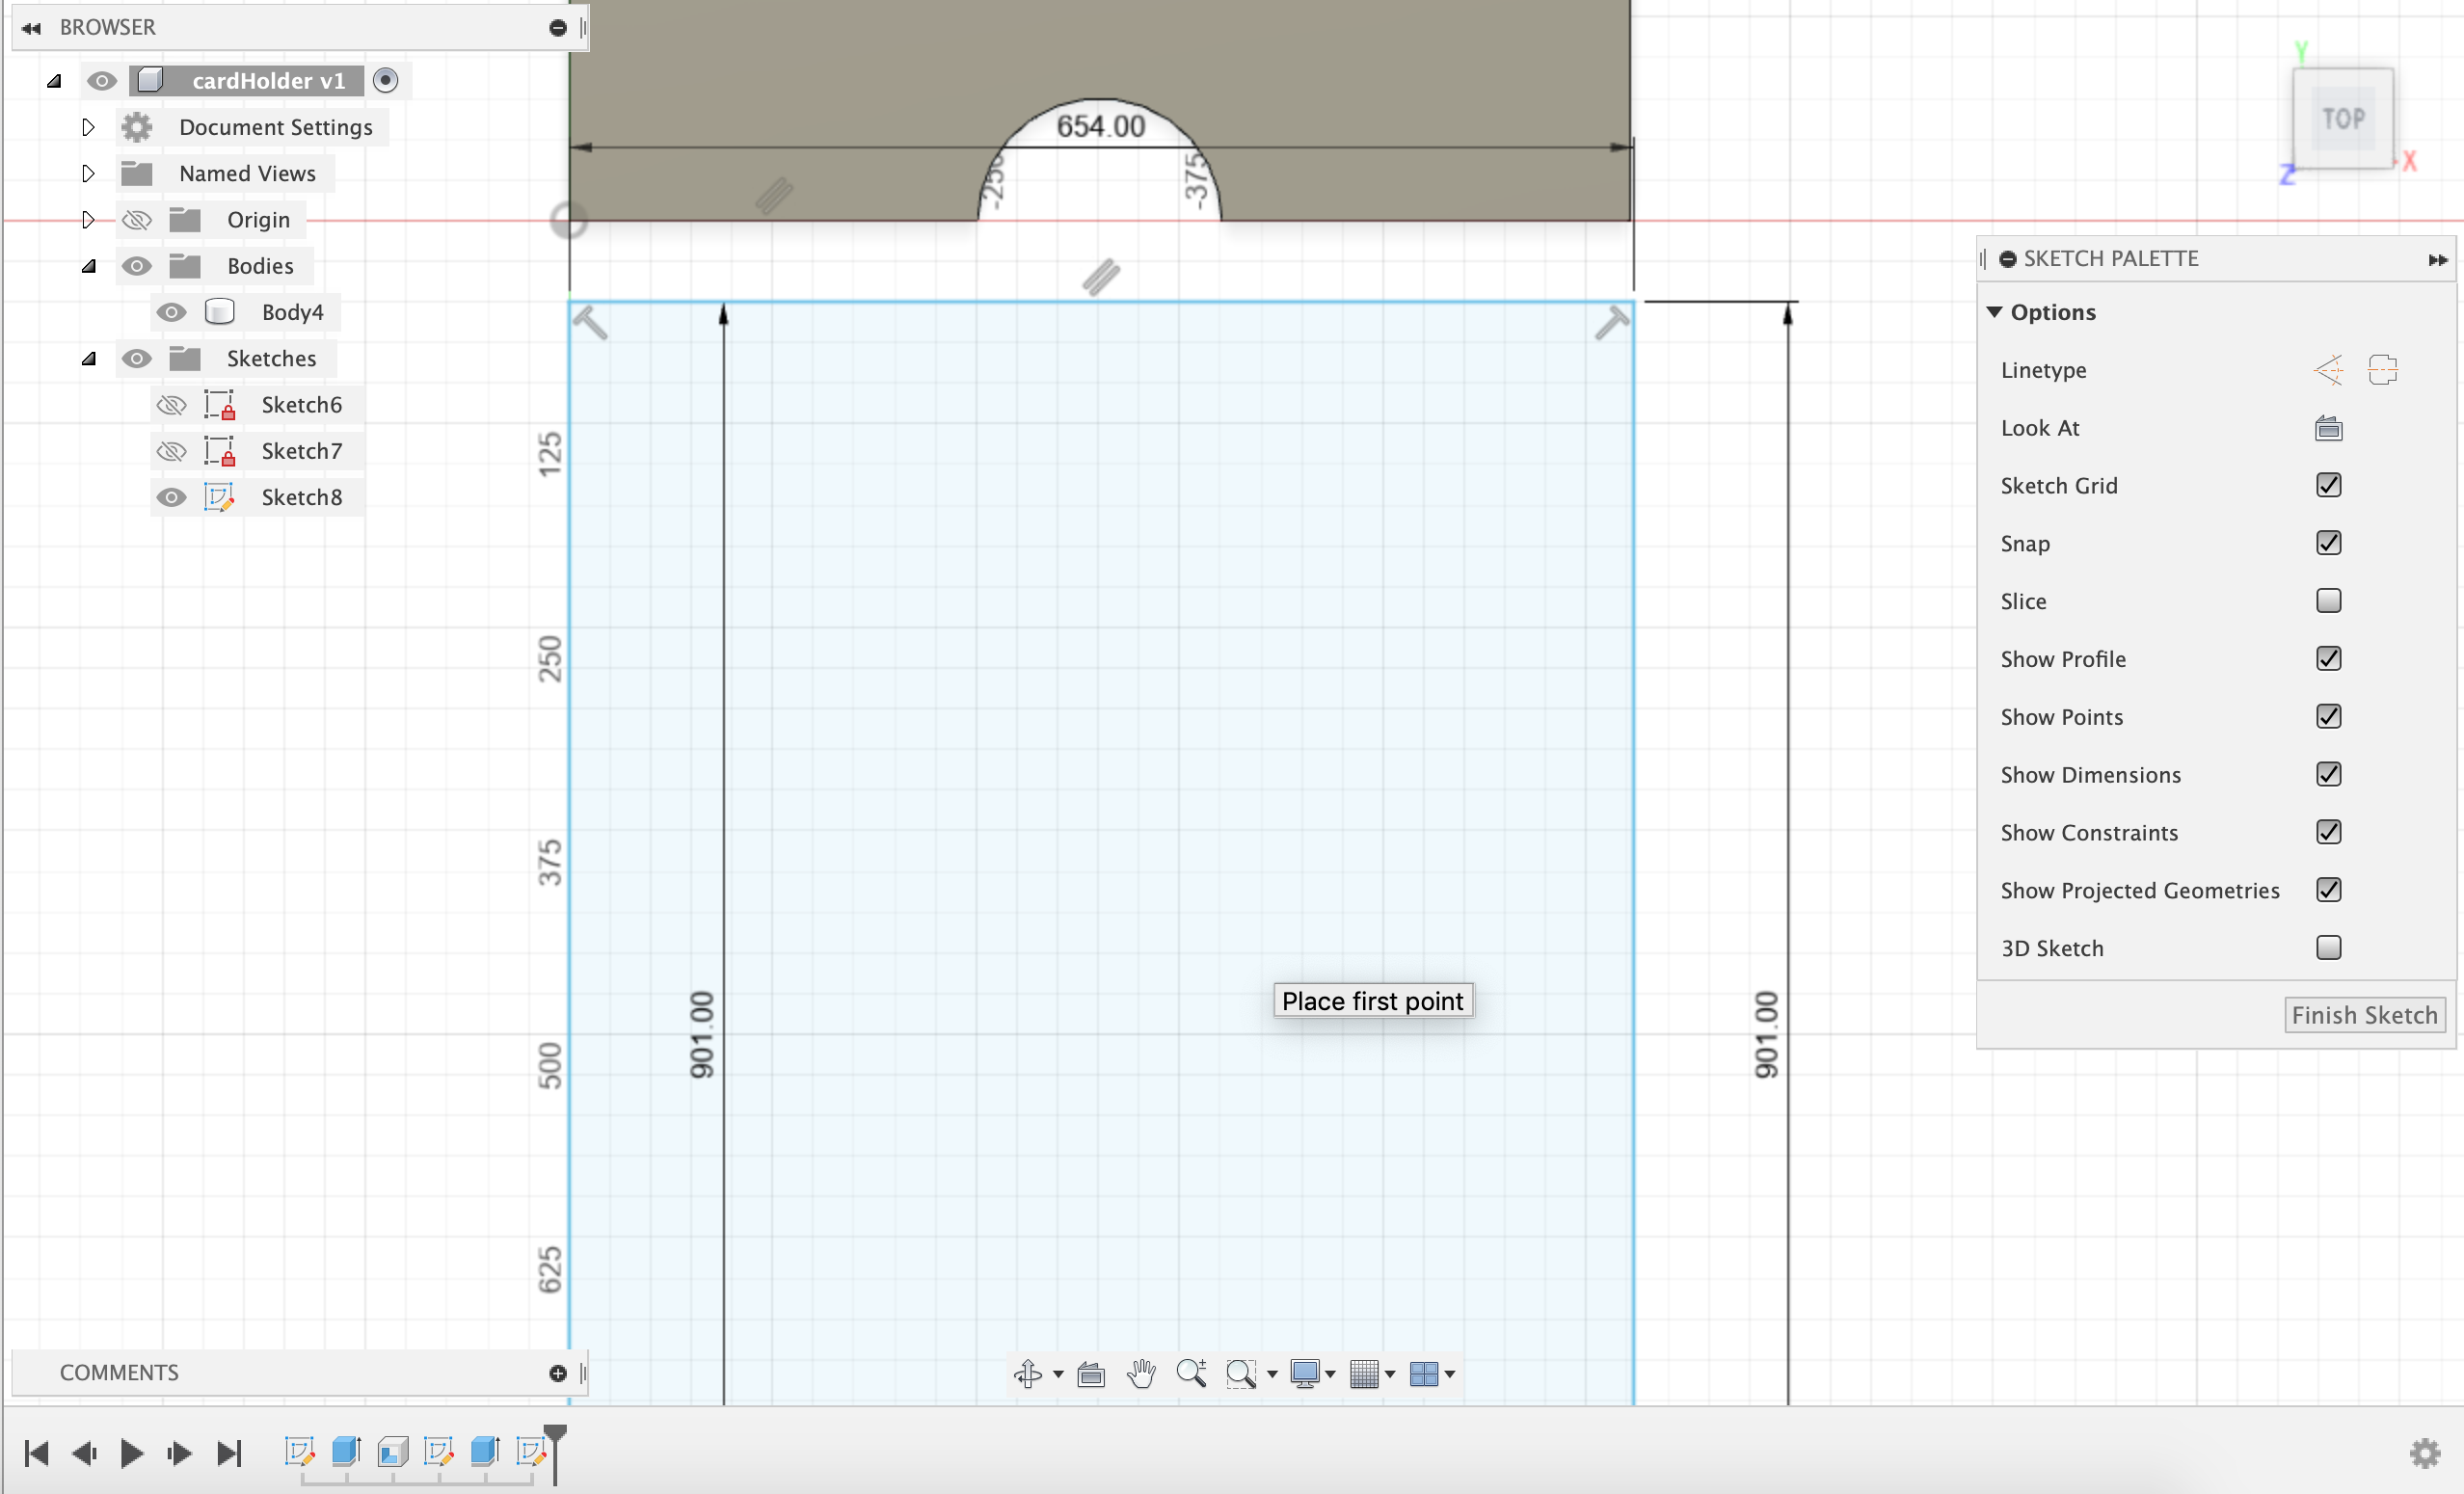 BROWSER
cardHolder v1
Document Settings
Named Views
Origin
Bodies
Body4
Sketches
Sketch6
Sketch7
Sketch8
654.00
-250
-375
125
250
375
500
625
901.00
901.00
Place first point
TOP
Y
X
Z
SKETCH PALETTE
Options
Linetype
Look At
Sketch Grid
Snap
Slice
Show Profile
Show Points
Show Dimensions
Show Constraints
Show Projected Geometries
3D Sketch
Finish Sketch
COMMENTS